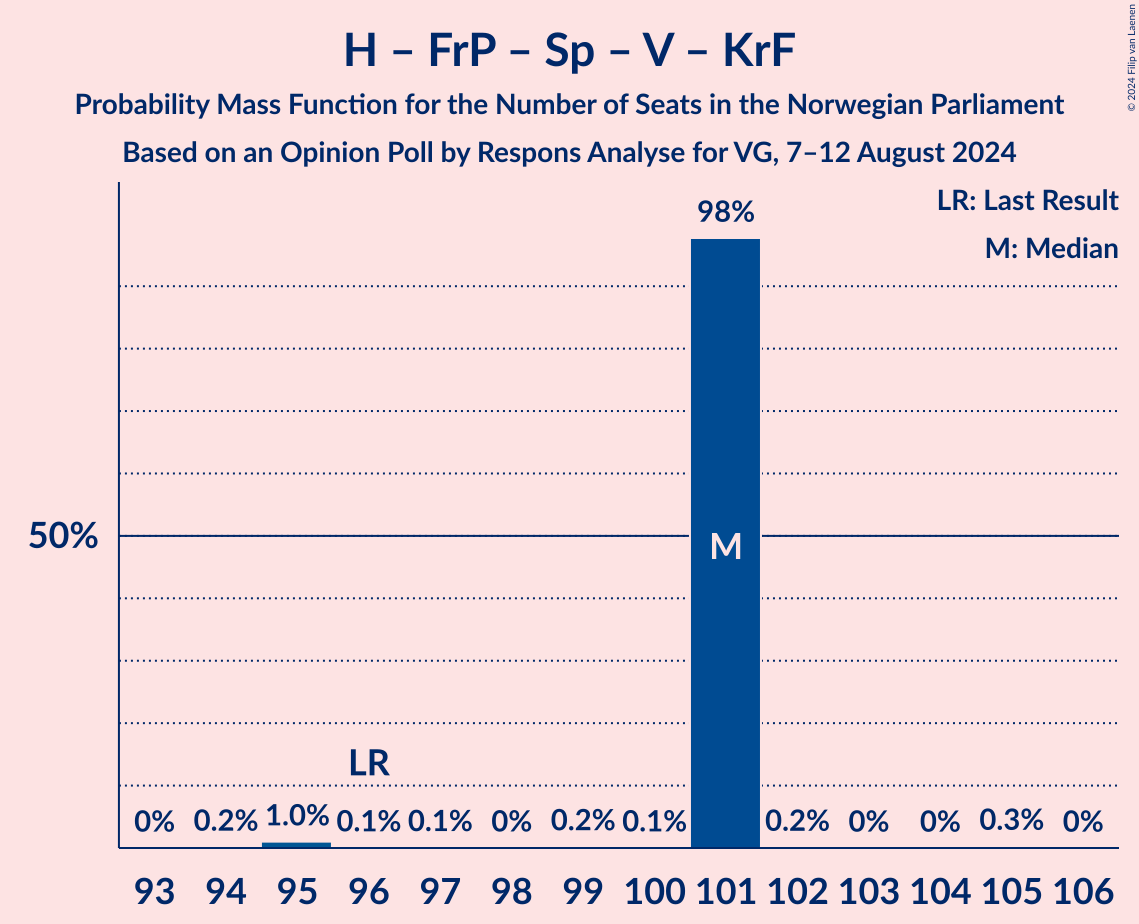 H – FrP – Sp – V – KrF
Probability Mass Function for the Number of Seats in the Norwegian Parliament
Based on an Opinion Poll by Respons Analyse for VG, 7–12 August 2024
© 2024 Filip van Laenen
LR: Last Result
M: Median
98%
50%
M
LR
0% 0.2% 1.0% 0.1% 0.1% 0% 0.2% 0.1% 0.2% 0% 0% 0.3% 0%
93 94 95 96 97 98 99 100 101 102 103 104 105 106